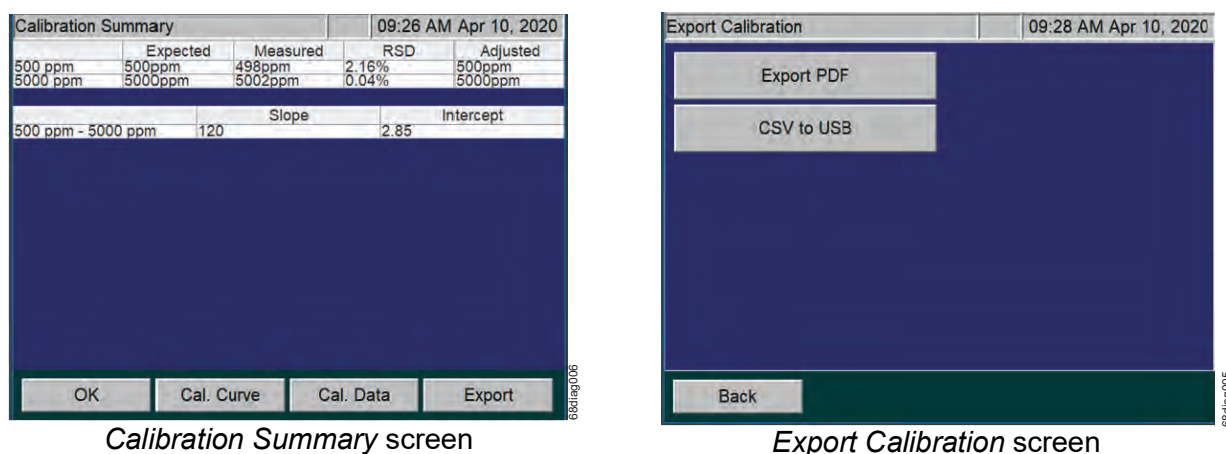 Calibration Summary 09:26 AM Apr 10, 2020
Expected Measured RSD Adjusted
500 ppm 500ppm 498ppm 2.16% 500ppm
5000 ppm 5000ppm 5002ppm 0.04% 5000ppm
Slope Intercept
500 ppm - 5000 ppm 120 2.85
OK Cal. Curve Cal. Data Export
68diag006
Calibration Summary screen
Export Calibration 09:28 AM Apr 10, 2020
Export PDF
CSV to USB
Back
68diag005
Export Calibration screen